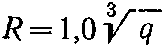 R = 1,0∛q